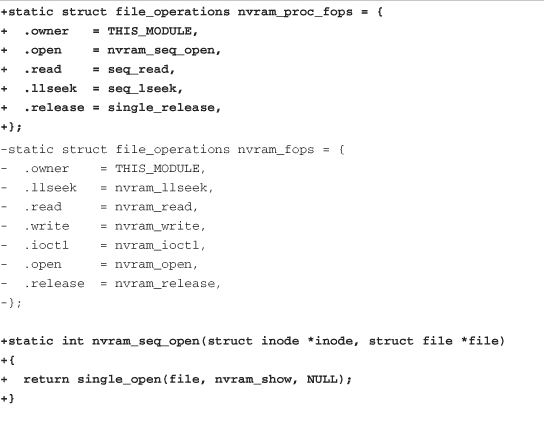 +static struct file_operations nvram_proc_fops = {
+  .owner   = THIS_MODULE,
+  .open    = nvram_seq_open,
+  .read    = seq_read,
+  .llseek  = seq_lseek,
+  .release = single_release,
+};
-static struct file_operations nvram_fops = {
-  .owner    = THIS_MODULE,
-  .llseek   = nvram_llseek,
-  .read     = nvram_read,
-  .write    = nvram_write,
-  .ioctl    = nvram_ioctl,
-  .open     = nvram_open,
-  .release  = nvram_release,
-};
+static int nvram_seq_open(struct inode *inode, struct file *file)
+{
+  return single_open(file, nvram_show, NULL);
+}